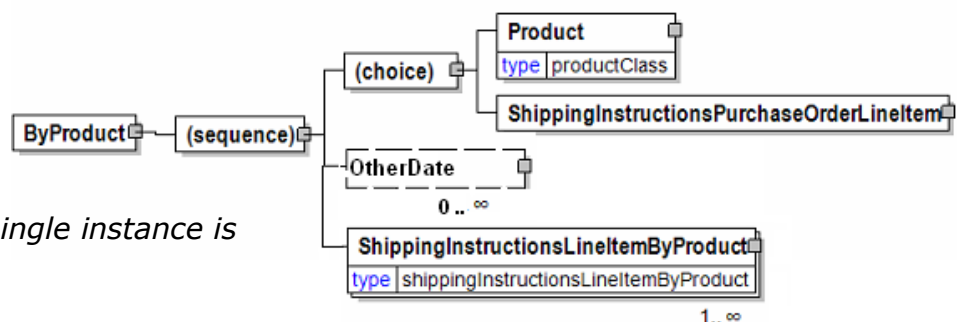 Product
type productClass
(choice)
ShippingInstructionsPurchaseOrderLineItem
ByProduct
(sequence)
OtherDate
0 .. ∞
ingle instance is
ShippingInstructionsLineItemByProduct
type shippingInstructionsLineItemByProduct
1.. ∞